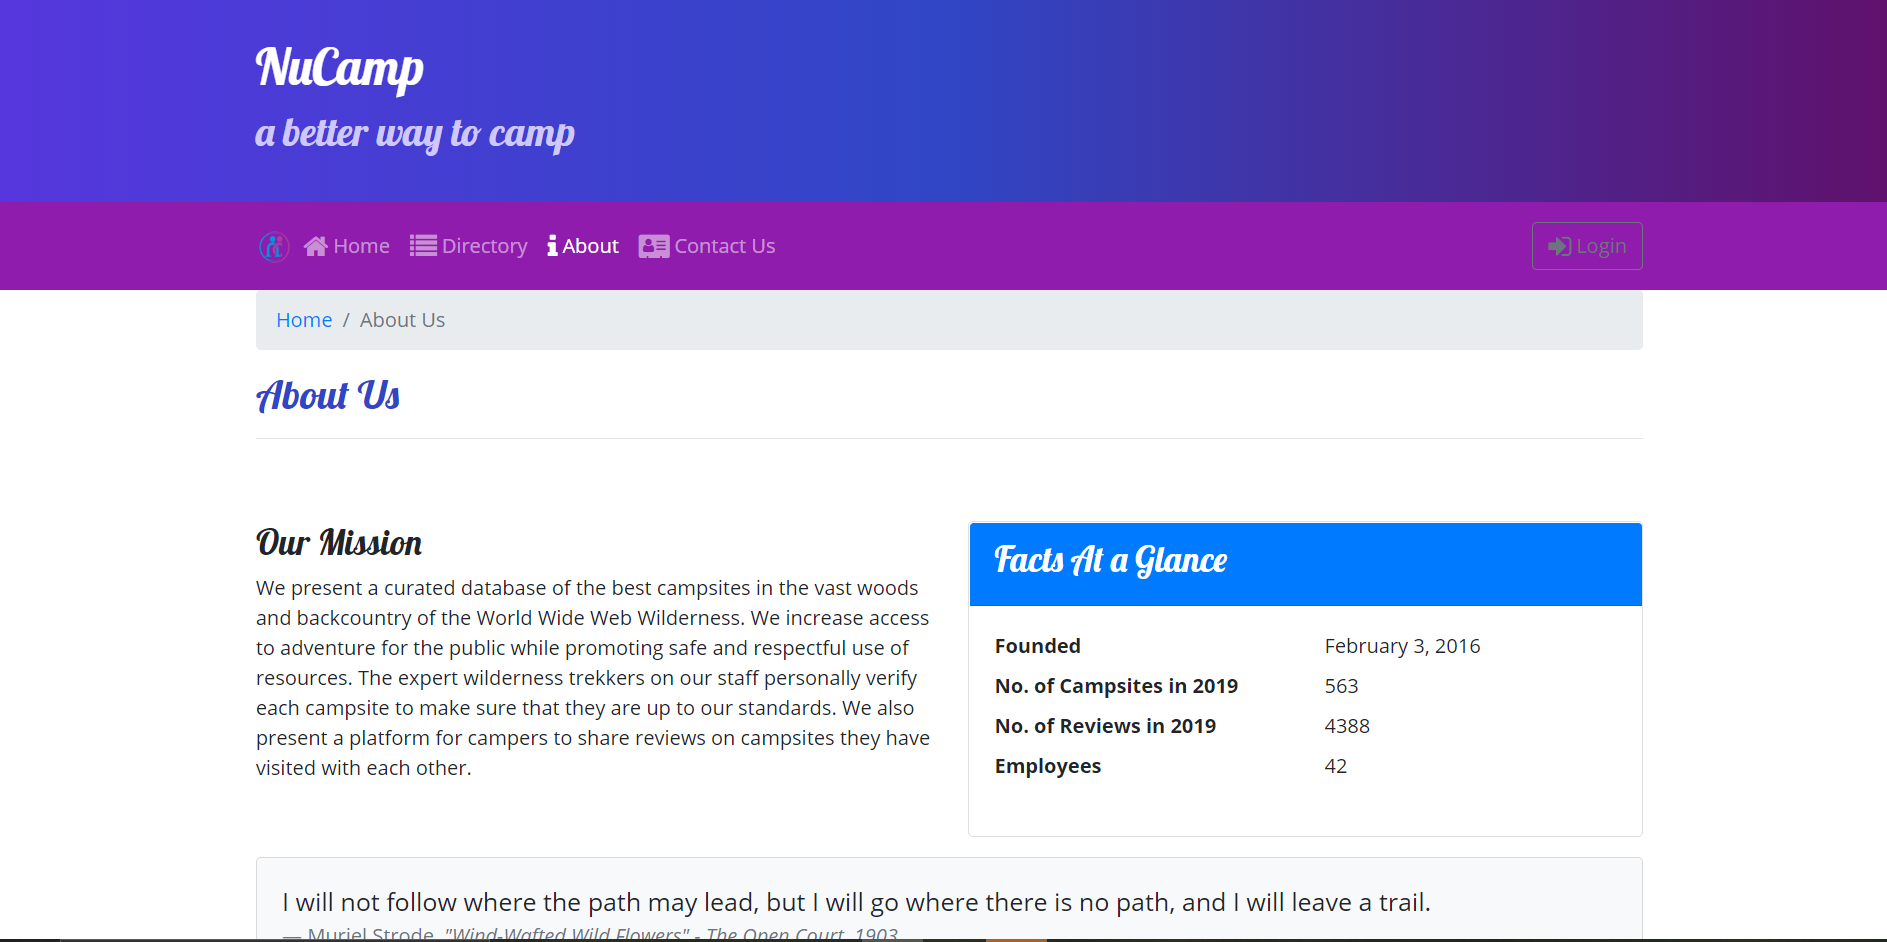 NuCamp
a better way to camp
Home Directory About Contact Us Login
Home / About Us
About Us
Our Mission
We present a curated database of the best campsites in the vast woods
and backcountry of the World Wide Web Wilderness. We increase access
to adventure for the public while promoting safe and respectful use of
resources. The expert wilderness trekkers on our staff personally verify
each campsite to make sure that they are up to our standards. We also
present a platform for campers to share reviews on campsites they have
visited with each other.
Facts At a Glance
Founded February 3, 2016
No. of Campsites in 2019 563
No. of Reviews in 2019 4388
Employees 42
I will not follow where the path may lead, but I will go where there is no path, and I will leave a trail.
— Muriel Strode, "Wind-Wafted Wild Flowers" - The Open Court, 1903